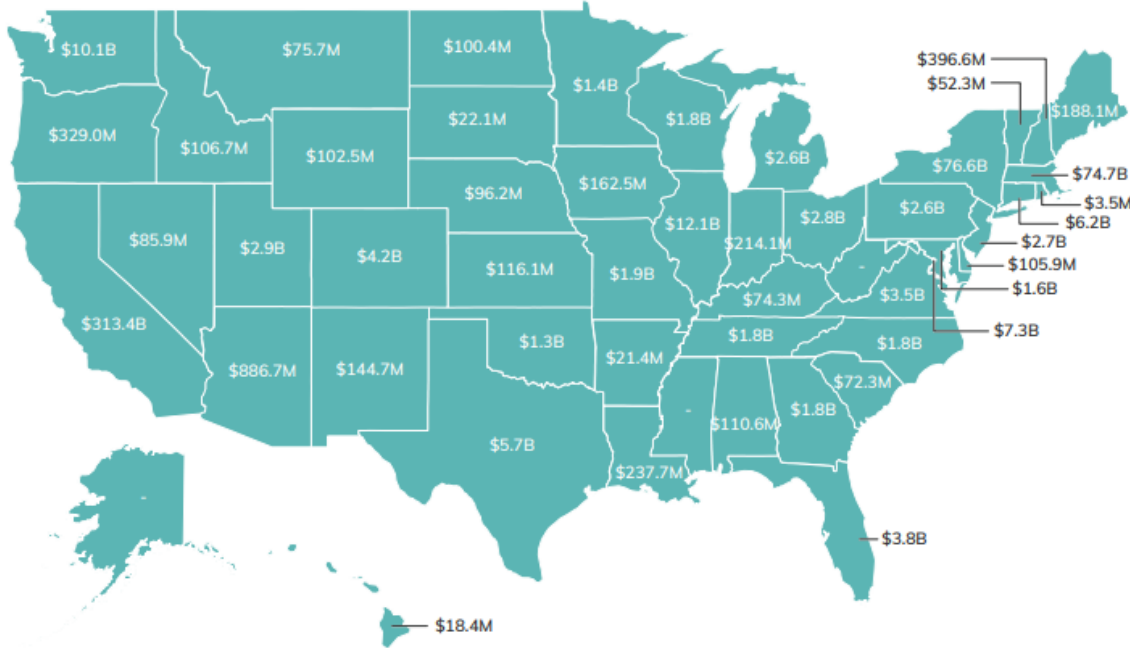 $10.1B
$75.7M
$100.4M
$1.4B
$396.6M
$52.3M
$188.1M
$329.0M
$106.7M
$102.5M
$22.1M
$1.8B
$2.6B
$76.6B
$74.7B
$3.5M
$6.2B
$2.7B
$105.9M
$1.6B
$7.3B
$85.9M
$2.9B
$4.2B
$96.2M
$162.5M
$12.1B
$214.1M
$2.8B
$2.6B
-
$3.5B
$313.4B
$116.1M
$1.9B
$74.3M
$886.7M
$144.7M
$1.3B
$21.4M
$1.8B
$1.8B
$72.3M
$5.7B
$237.7M
-
$110.6M
$1.8B
$3.8B
-
$18.4M